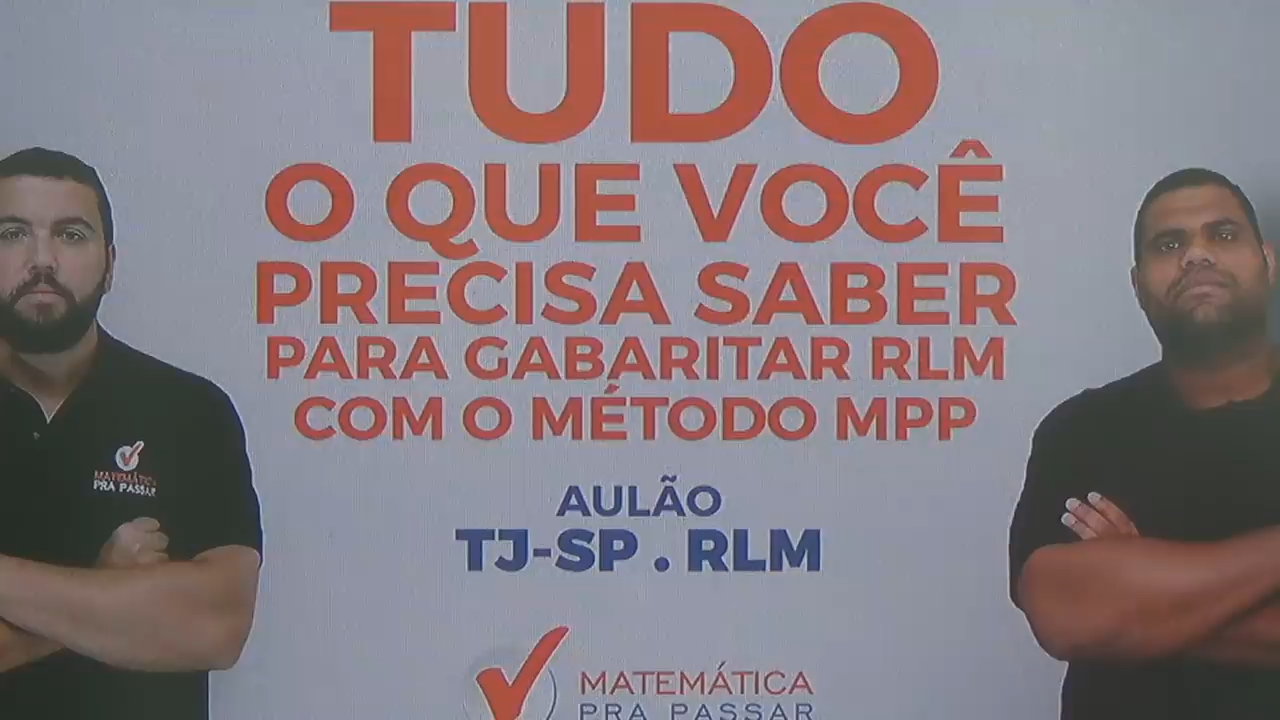 TUDO
O QUE VOCÊ
PRECISA SABER
PARA GABARITAR RLM
COM O MÉTODO MPP
AULÃO
TJ-SP . RLM
MATEMÁTICA
PRA PASSAR
MATEMÁTICA
PRA PASSAR